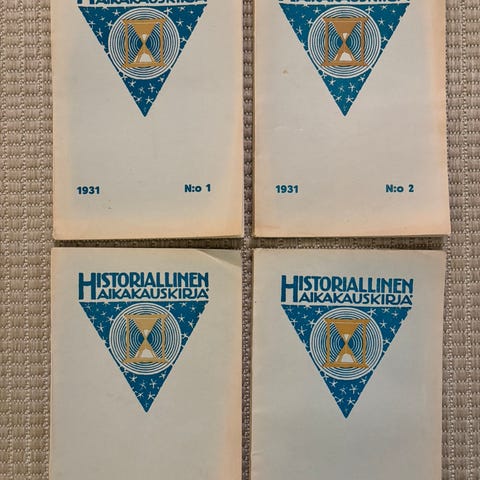 AIKAKAUSKIRJA
1931 N:o 1
AIKAKAUSKIRJA
1931 N:o 2
HISTORIALLINEN
AIKAKAUSKIRJA
HISTORIALLINEN
AIKAKAUSKIRJA